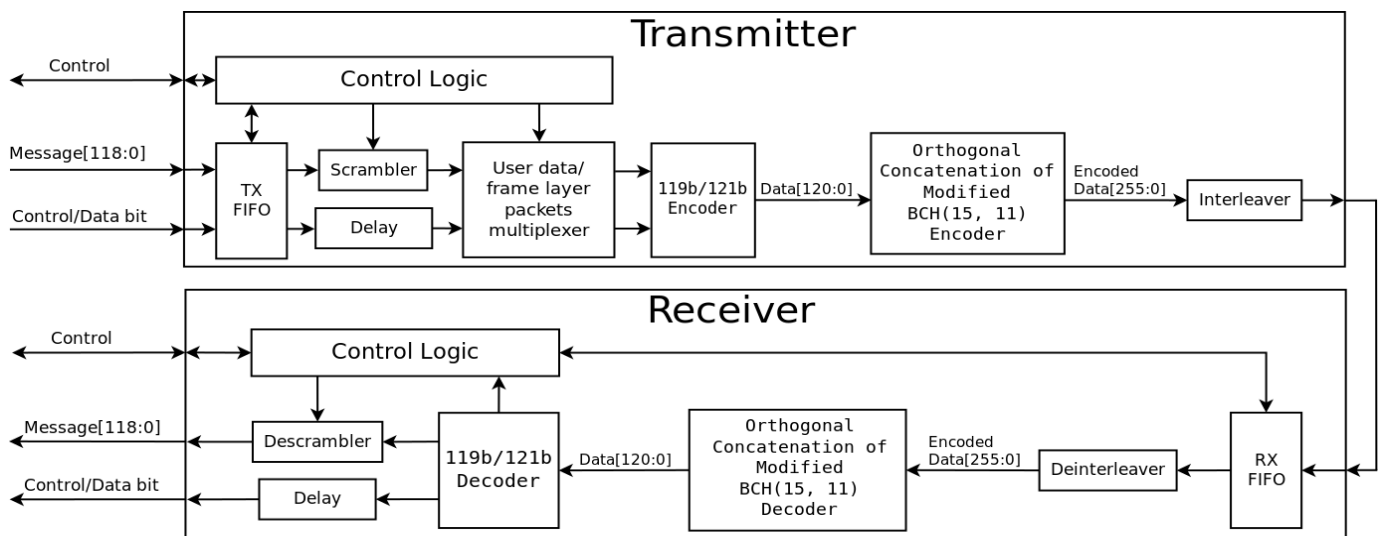 Transmitter
Control
Control Logic
Message[118:0]
Control/Data bit
TX
FIFO
Scrambler
Delay
User data/
frame layer
packets
multiplexer
119b/121b
Encoder
Data[120:0]
Orthogonal
Concatenation of
Modified
BCH(15, 11)
Encoder
Encoded
Data[255:0]
Interleaver
Receiver
Control
Control Logic
Message[118:0]
Control/Data bit
Descrambler
Delay
119b/121b
Decoder
Data[120:0]
Orthogonal
Concatenation of
Modified
BCH(15, 11)
Decoder
Encoded
Data[255:0]
Deinterleaver
RX
FIFO